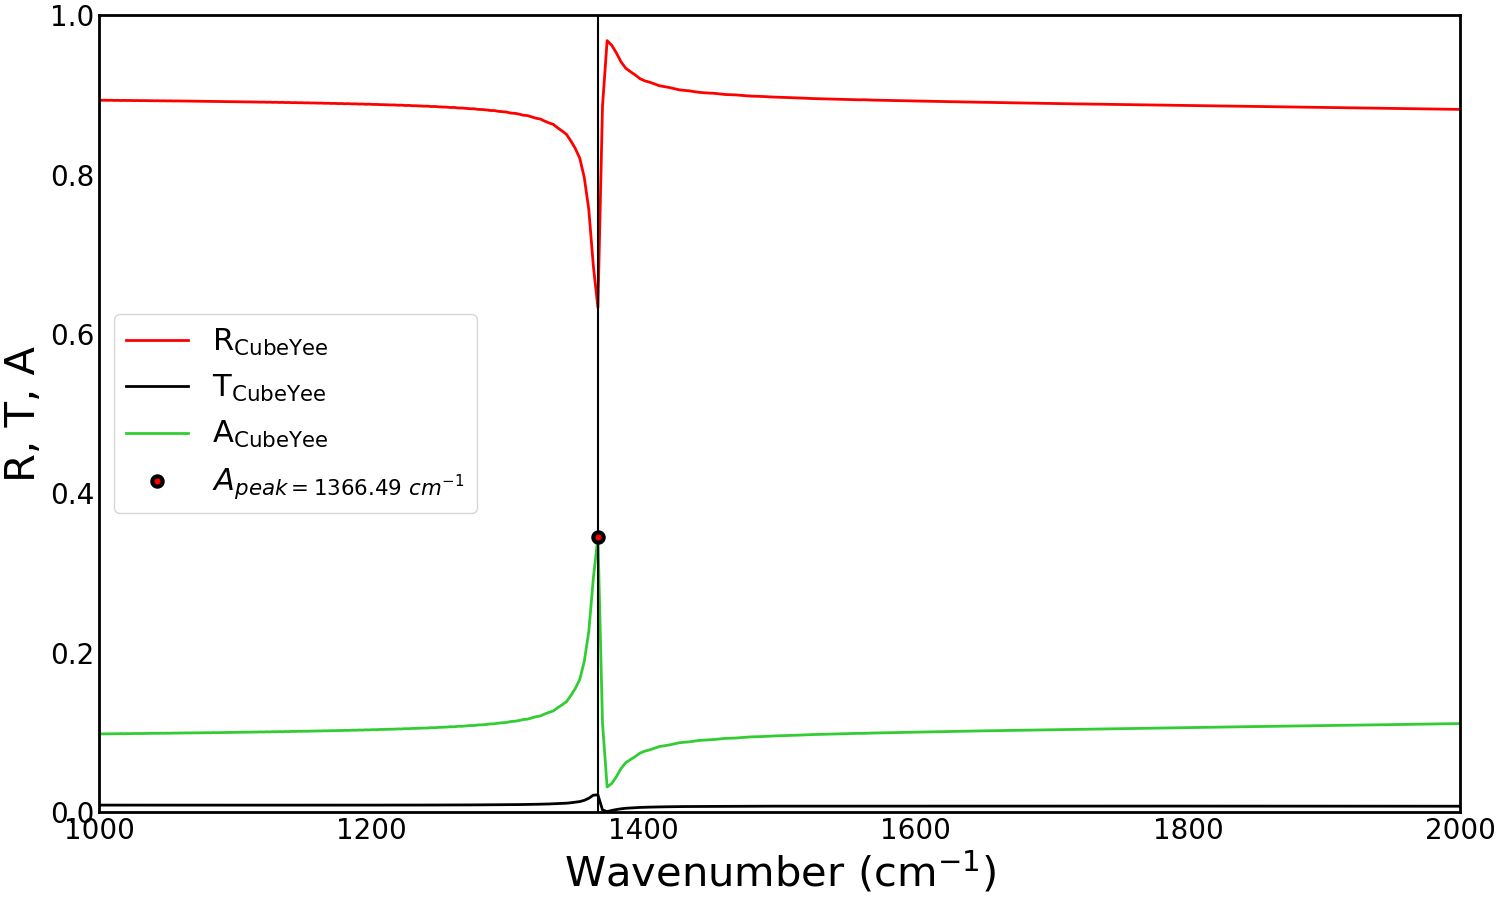 1.0
0.8
0.6
0.4
0.2
0.0
R, T, A
R_CubeYee
T_CubeYee
A_CubeYee
A_peak = 1366.49 cm⁻¹
1000 1200 1400 1600 1800 2000
Wavenumber (cm⁻¹)